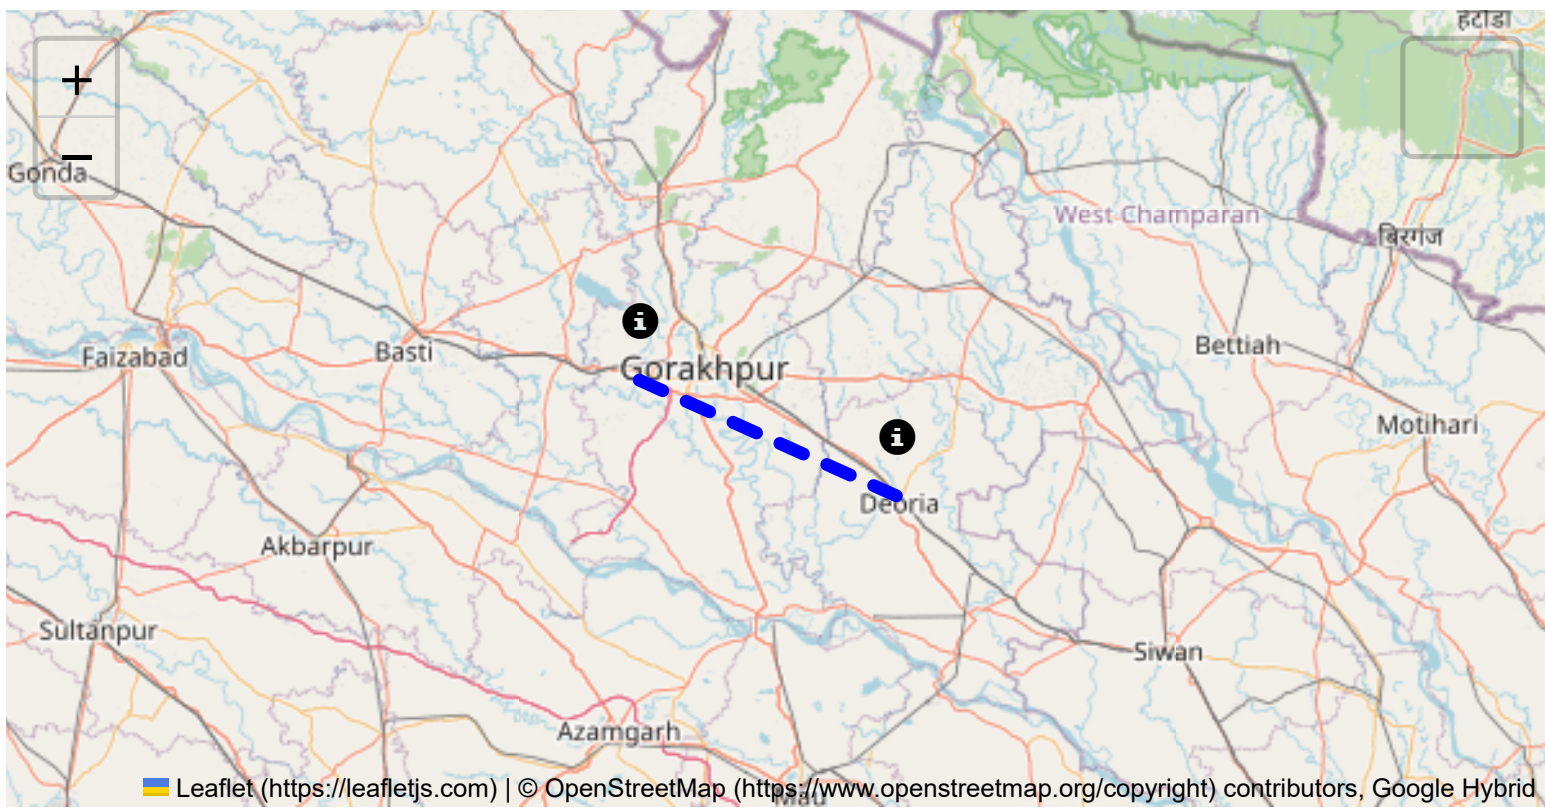 हेटौडा
+
−
Gonda
West Champaran
बिरगंज
Bettiah
Faizabad
Basti
Gorakhpur
Motihari
Deoria
Akbarpur
Sultanpur
Siwan
Azamgarh
Mau
Leaflet (https://leafletjs.com) | © OpenStreetMap (https://www.openstreetmap.org/copyright) contributors, Google Hybrid